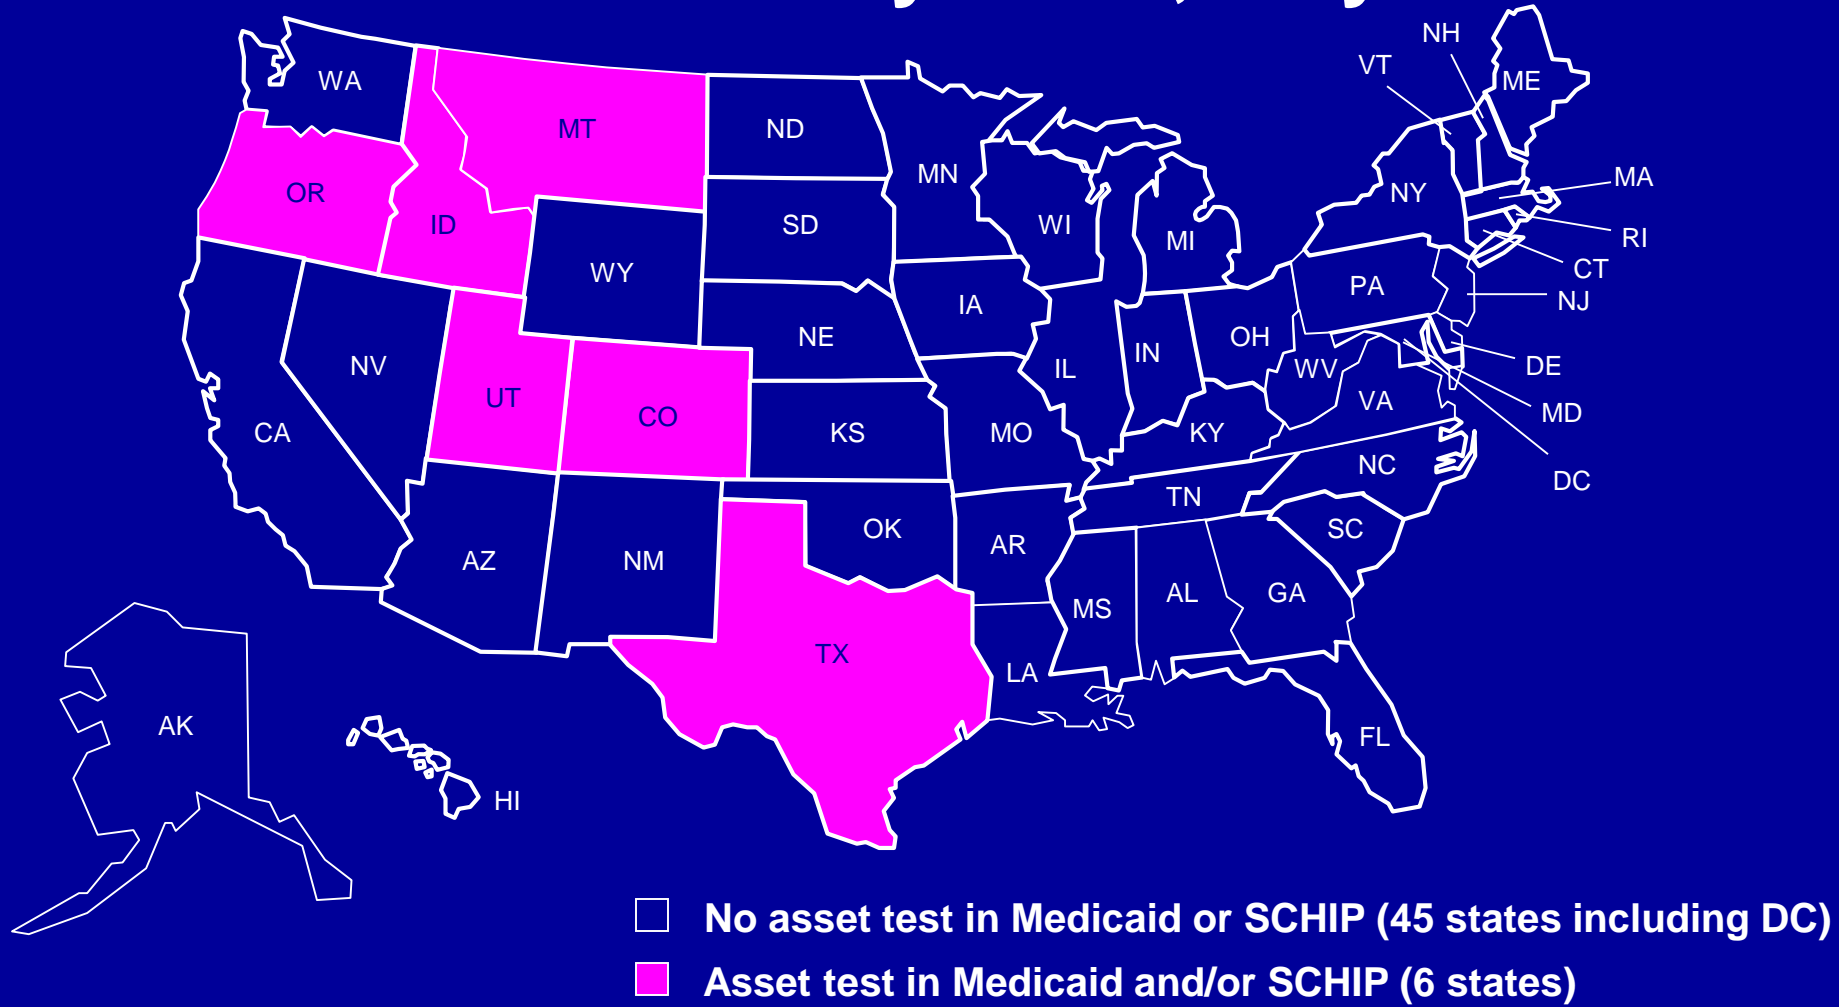 NH
VT
ME
WA
MT
ND
MN
OR
ID
SD
WI
MI
NY
MA
RI
CT
WY
PA
NJ
IA
NE
OH
IN
IL
WV
DE
NV
UT
CO
VA
MD
CA
KS
MO
KY
NC
DC
TN
OK
AR
SC
AZ
NM
MS
AL
GA
TX
LA
AK
FL
HI
No asset test in Medicaid or SCHIP (45 states including DC)
Asset test in Medicaid and/or SCHIP (6 states)